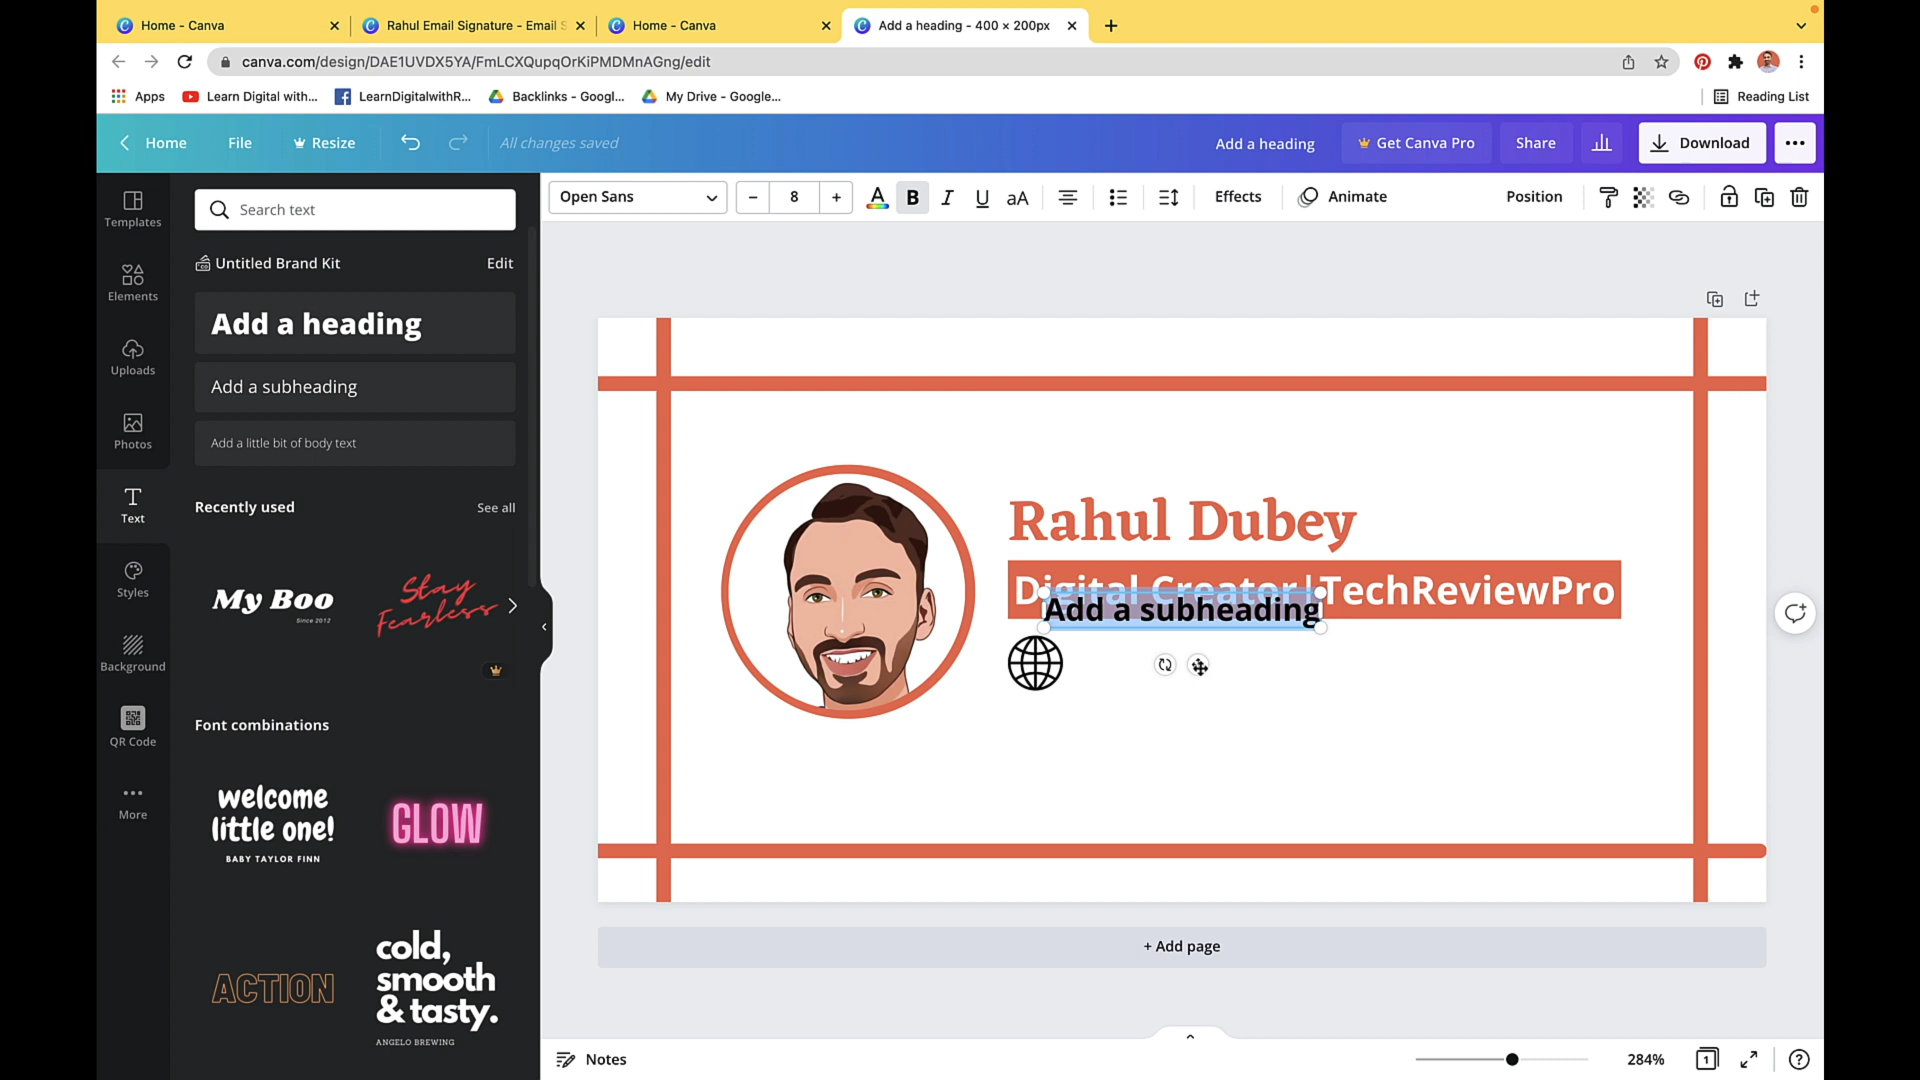 Home - Canva
Rahul Email Signature - Email S
Home - Canva
Add a heading - 400 × 200px
canva.com/design/DAE1UVDX5YA/FmLCXQupqOrKiPMDMnAGng/edit
Apps
Learn Digital with...
LearnDigitalwithR...
Backlinks - Googl...
My Drive - Google...
Reading List
Home
File
Resize
All changes saved
Add a heading
Get Canva Pro
Share
Download
Open Sans
8
B
I
U
aA
Effects
Animate
Position
Templates
Elements
Uploads
Photos
Text
Styles
Background
QR Code
More
Search text
Untitled Brand Kit
Edit
Add a heading
Add a subheading
Add a little bit of body text
Recently used
See all
My Boo
Since 2012
Stay
Fearless
Font combinations
welcome
little one!
BABY TAYLOR FINN
GLOW
ACTION
cold,
smooth
& tasty.
ANGELO BREWING
Rahul Dubey
Digital Creator|TechReviewPro
Add a subheading
+ Add page
Notes
284%
1